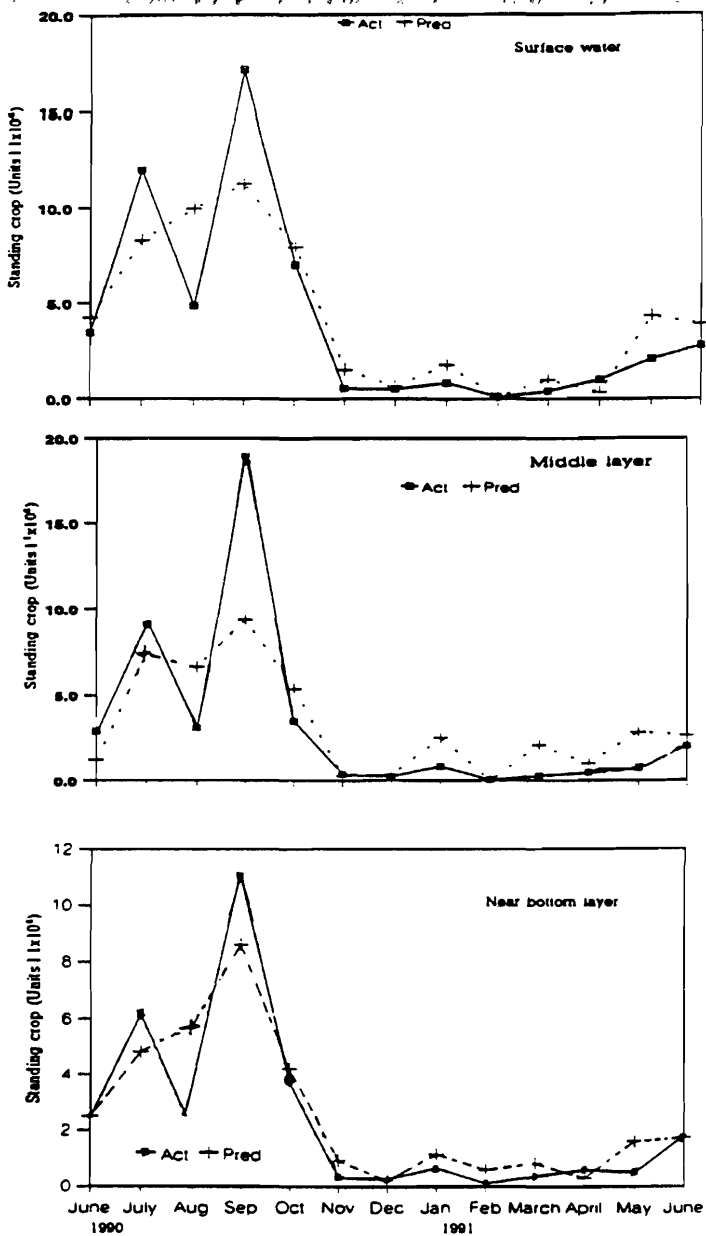 20.0
Act Pred
Surface water
15.0
10.0
5.0
0.0
Standing crop (Units l 1x10⁴)
20.0
Middle layer
Act Pred
15.0
10.0
5.0
0.0
Standing crop (Units l ¹x10⁴)
12
Near bottom layer
10
8
6
4
2
0
Standing crop (Units l 1x10⁴)
Act Pred
June July Aug Sep Oct Nov Dec Jan Feb March April May June
1990 1991